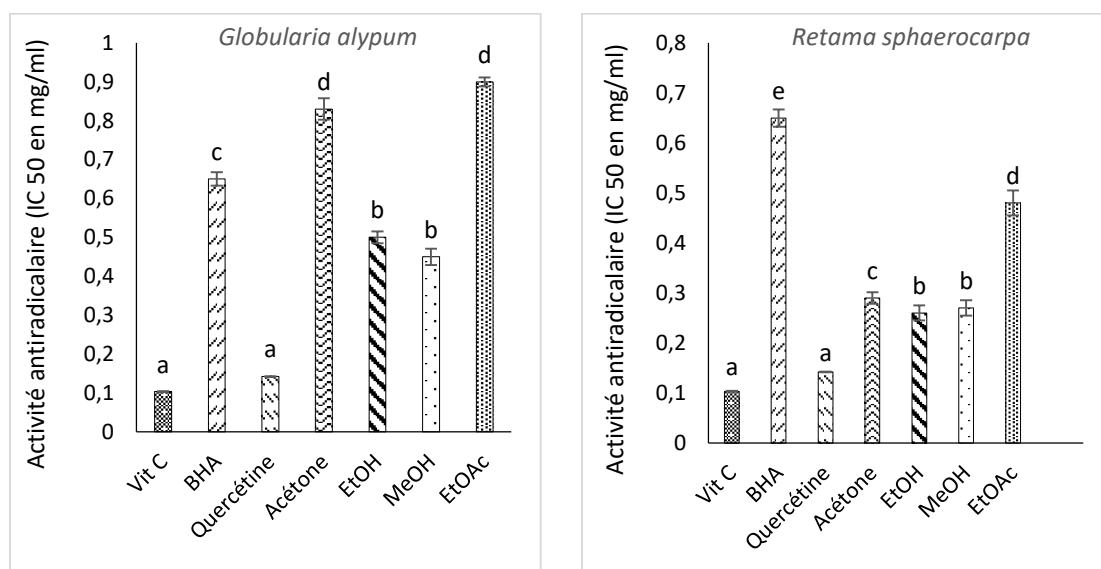 Globularia alypum
Activité antiradicalaire (IC 50 en mg/ml)
1
0,9
0,8
0,7
0,6
0,5
0,4
0,3
0,2
0,1
0
a
c
a
d
b
b
d
Vit C
BHA
Quercétine
Acétone
EtOH
MeOH
EtOAc
Retama sphaerocarpa
Activité antiradicalaire (IC 50 en mg/ml)
0,8
0,7
0,6
0,5
0,4
0,3
0,2
0,1
0
a
e
a
c
b
b
d
Vit C
BHA
Quercétine
Acétone
EtOH
MeOH
EtOAc